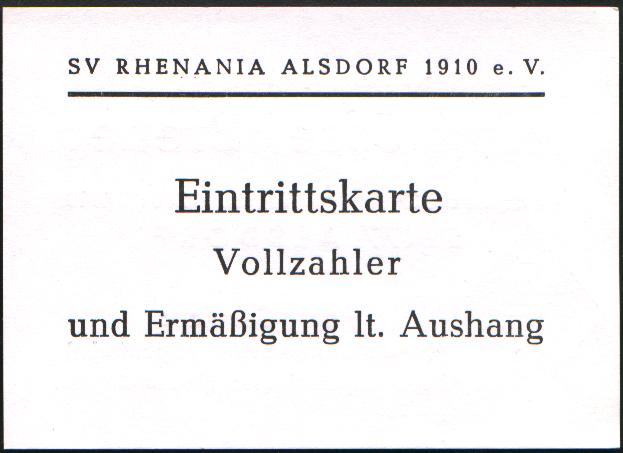 SV RHENANIA ALSDORF 1910 e. V.
Eintrittskarte
Vollzahler
und Ermäßigung lt. Aushang